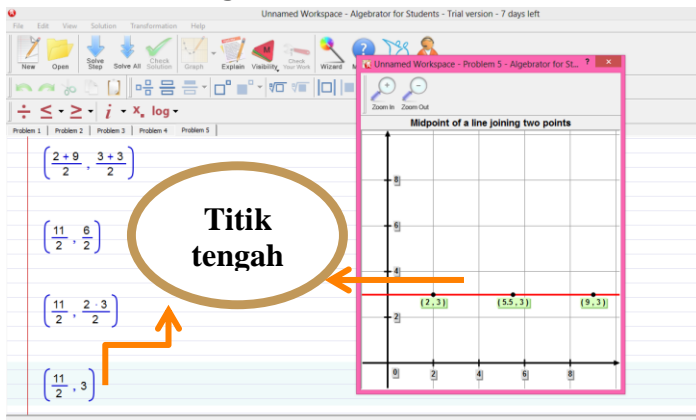 Unnamed Workspace - Algebrator for Students - Trial version - 7 days left
File Edit View Solution Transformation Help
New Open Solve Step Solve All Check Solution Graph Explain Visibility Check Your Work Wizard
Problem 1 Problem 2 Problem 3 Problem 4 Problem 5
÷ ≤ ≥ i x. log
(2 + 9 / 2 , 3 + 3 / 2)
(11 / 2 , 6 / 2)
(11 / 2 , 2 · 3 / 2)
(11 / 2 , 3)
Titik
tengah
Unnamed Workspace - Problem 5 - Algebrator for St... ? ×
Zoom In Zoom Out
Midpoint of a line joining two points
8
6
4
(2,3) (5.5,3) (9,3)
2
0 2 4 6 8